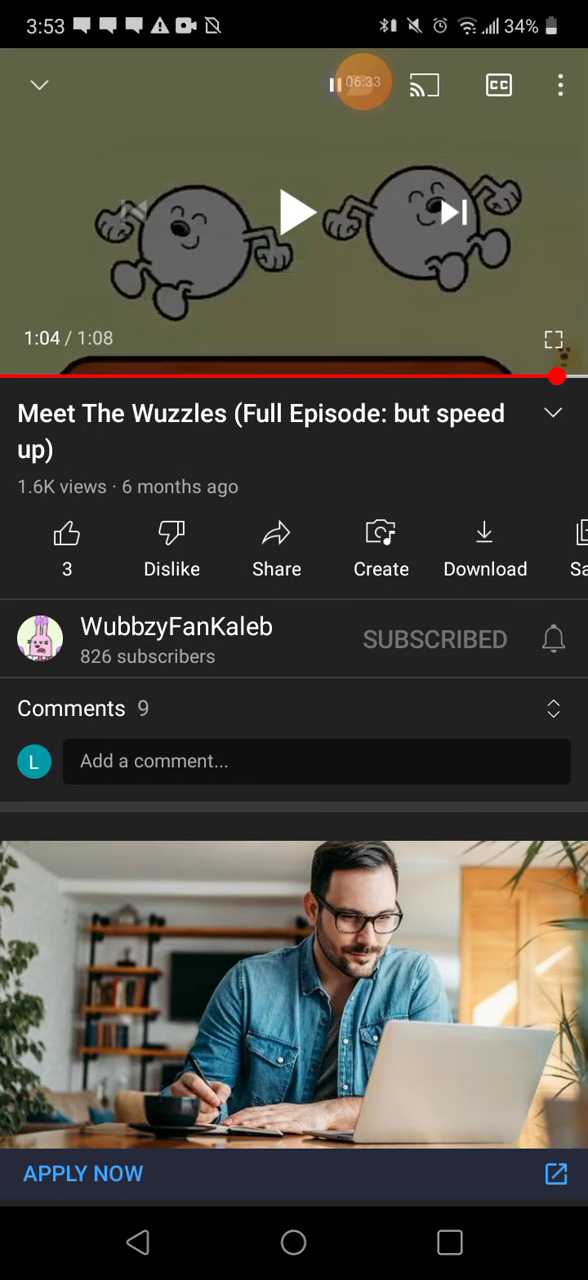 3:53 34%
06:33
CC
1:04 / 1:08
Meet The Wuzzles (Full Episode: but speed
up)
1.6K views · 6 months ago
3 Dislike Share Create Download Sa
WubbzyFanKaleb
SUBSCRIBED
826 subscribers
Comments 9
L Add a comment...
APPLY NOW